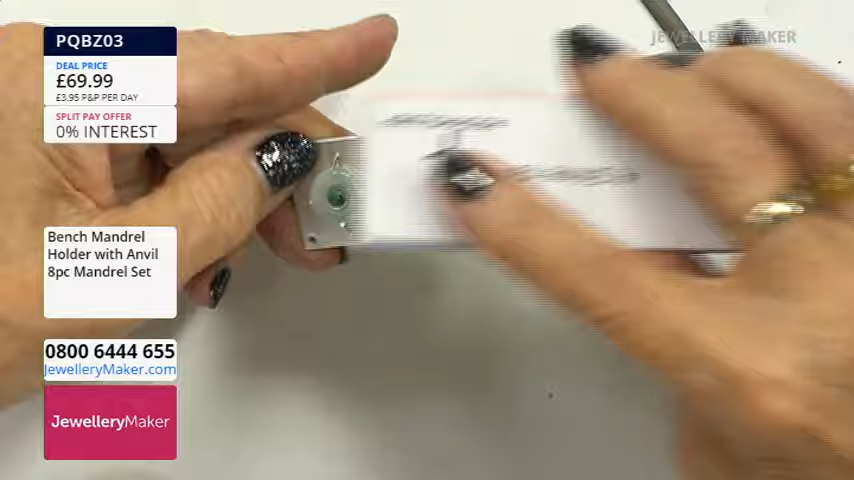 PQBZ03
DEAL PRICE
£69.99
£3.95 P&P PER DAY
SPLIT PAY OFFER
0% INTEREST
Bench Mandrel
Holder with Anvil
8pc Mandrel Set
0800 6444 655
JewelleryMaker.com
JewelleryMaker
JEWELLERY MAKER